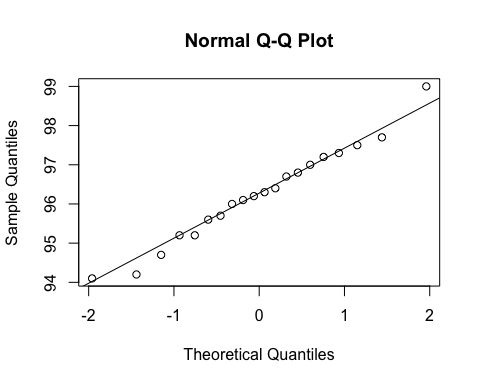 Normal Q-Q Plot
Sample Quantiles
99
98
97
96
95
94
-2 -1 0 1 2
Theoretical Quantiles